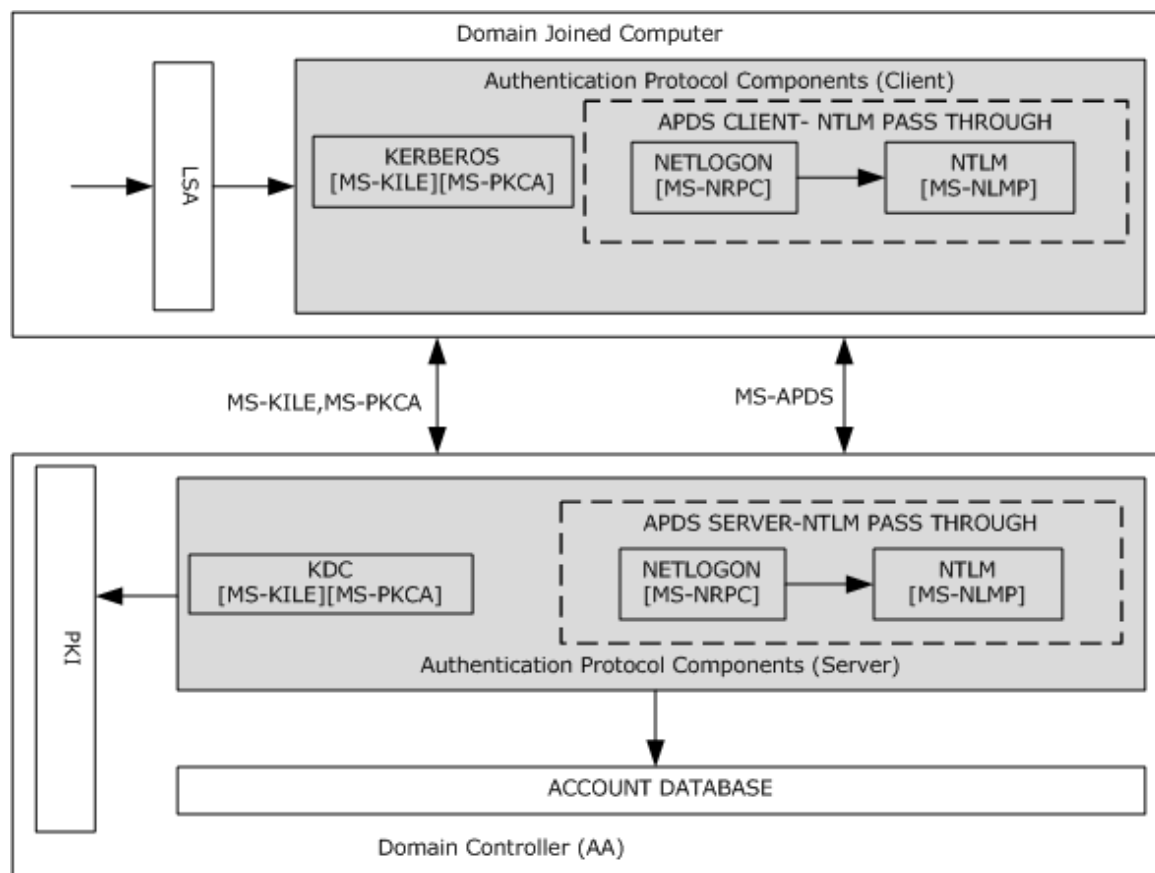 Domain Joined Computer
Authentication Protocol Components (Client)
APDS CLIENT- NTLM PASS THROUGH
LSA
KERBEROS
[MS-KILE][MS-PKCA]
NETLOGON
[MS-NRPC]
NTLM
[MS-NLMP]
MS-KILE,MS-PKCA
MS-APDS
PKI
APDS SERVER-NTLM PASS THROUGH
KDC
[MS-KILE][MS-PKCA]
NETLOGON
[MS-NRPC]
NTLM
[MS-NLMP]
Authentication Protocol Components (Server)
ACCOUNT DATABASE
Domain Controller (AA)